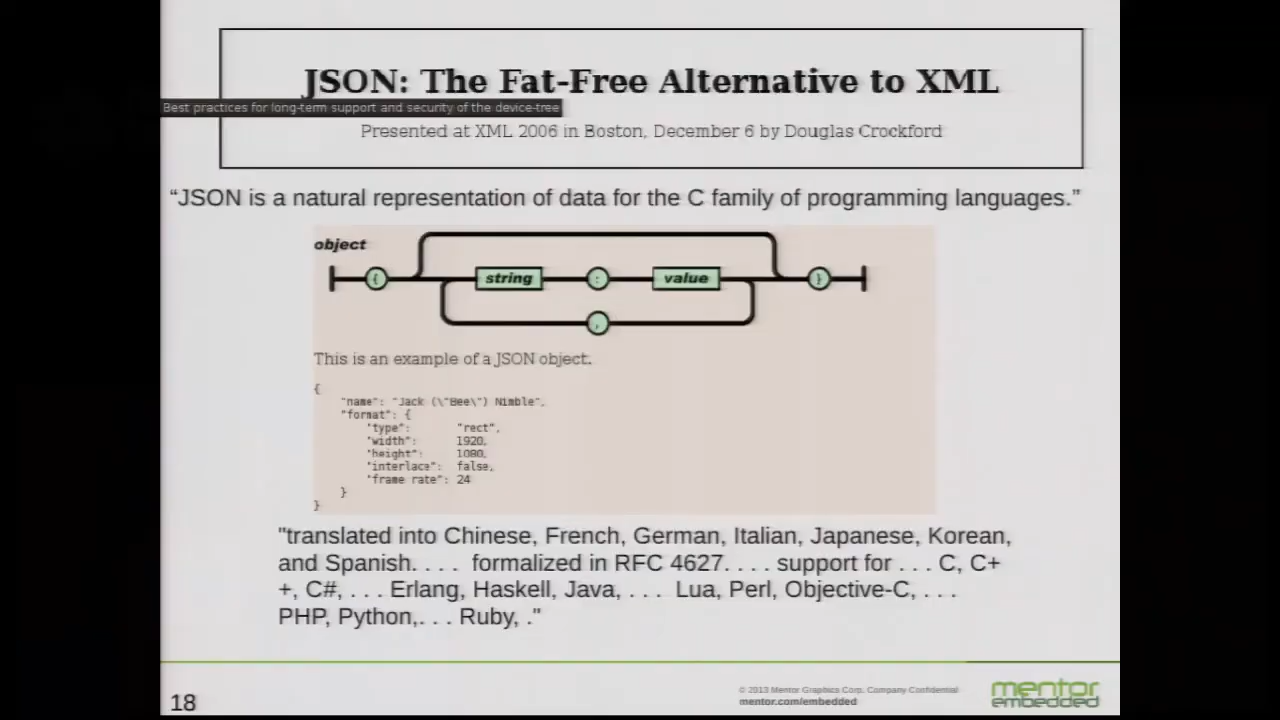 JSON: The Fat-Free Alternative to XML
Best practices for long-term support and security of the device-tree
Presented at XML 2006 in Boston, December 6 by Douglas Crockford
“JSON is a natural representation of data for the C family of programming languages.”
object
{ string : value }
,
This is an example of a JSON object.
{
"name": "Jack (\"Bee\") Nimble",
"format": {
"type": "rect",
"width": 1920,
"height": 1080,
"interlace": false,
"frame rate": 24
}
}
"translated into Chinese, French, German, Italian, Japanese, Korean,
and Spanish. . . . formalized in RFC 4627. . . . support for . . . C, C+
+, C#, . . . Erlang, Haskell, Java, . . . Lua, Perl, Objective-C, . . .
PHP, Python,. . . Ruby, ."
18
© 2013 Mentor Graphics Corp. Company Confidential
mentor.com/embedded
mentor
embedded